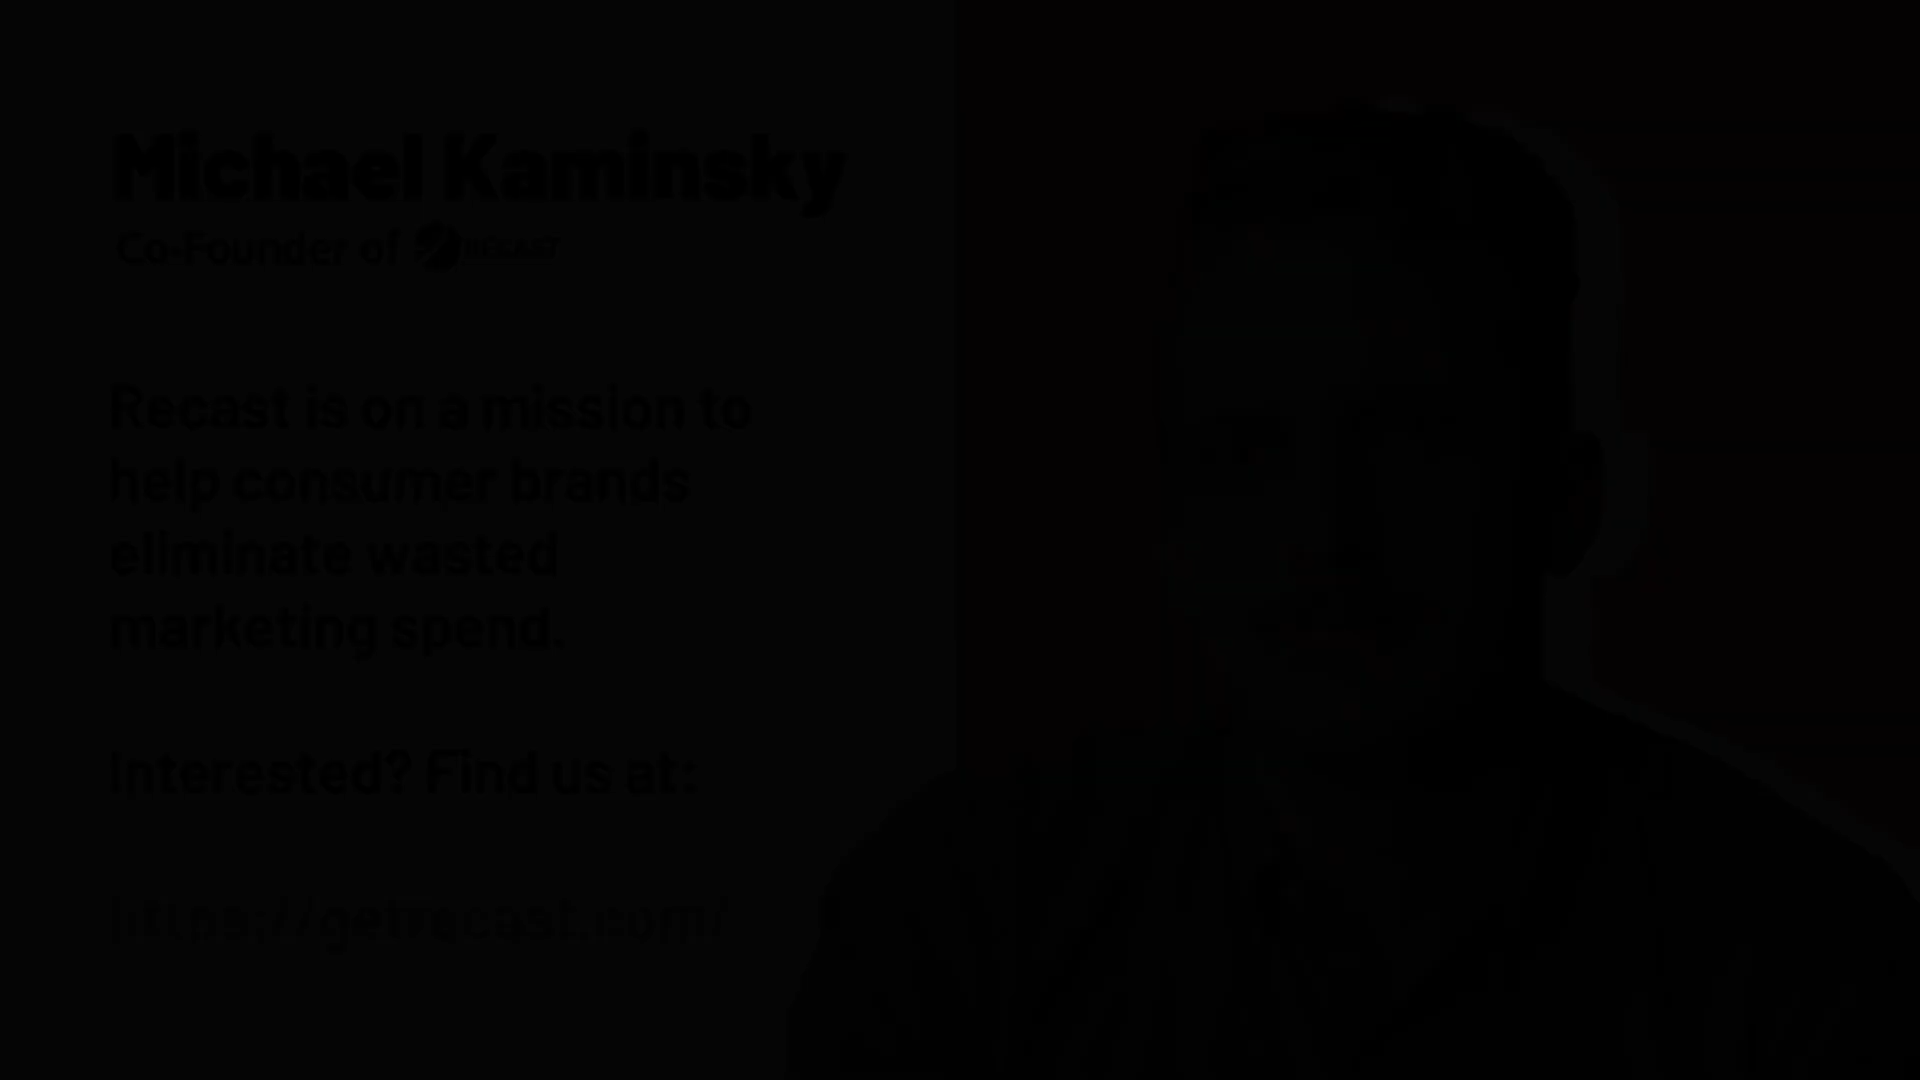 Michael Kaminsky
Co-Founder of RECAST
Recast is on a mission to
help consumer brands
eliminate wasted
marketing spend.
Interested? Find us at:
https://getrecast.com/